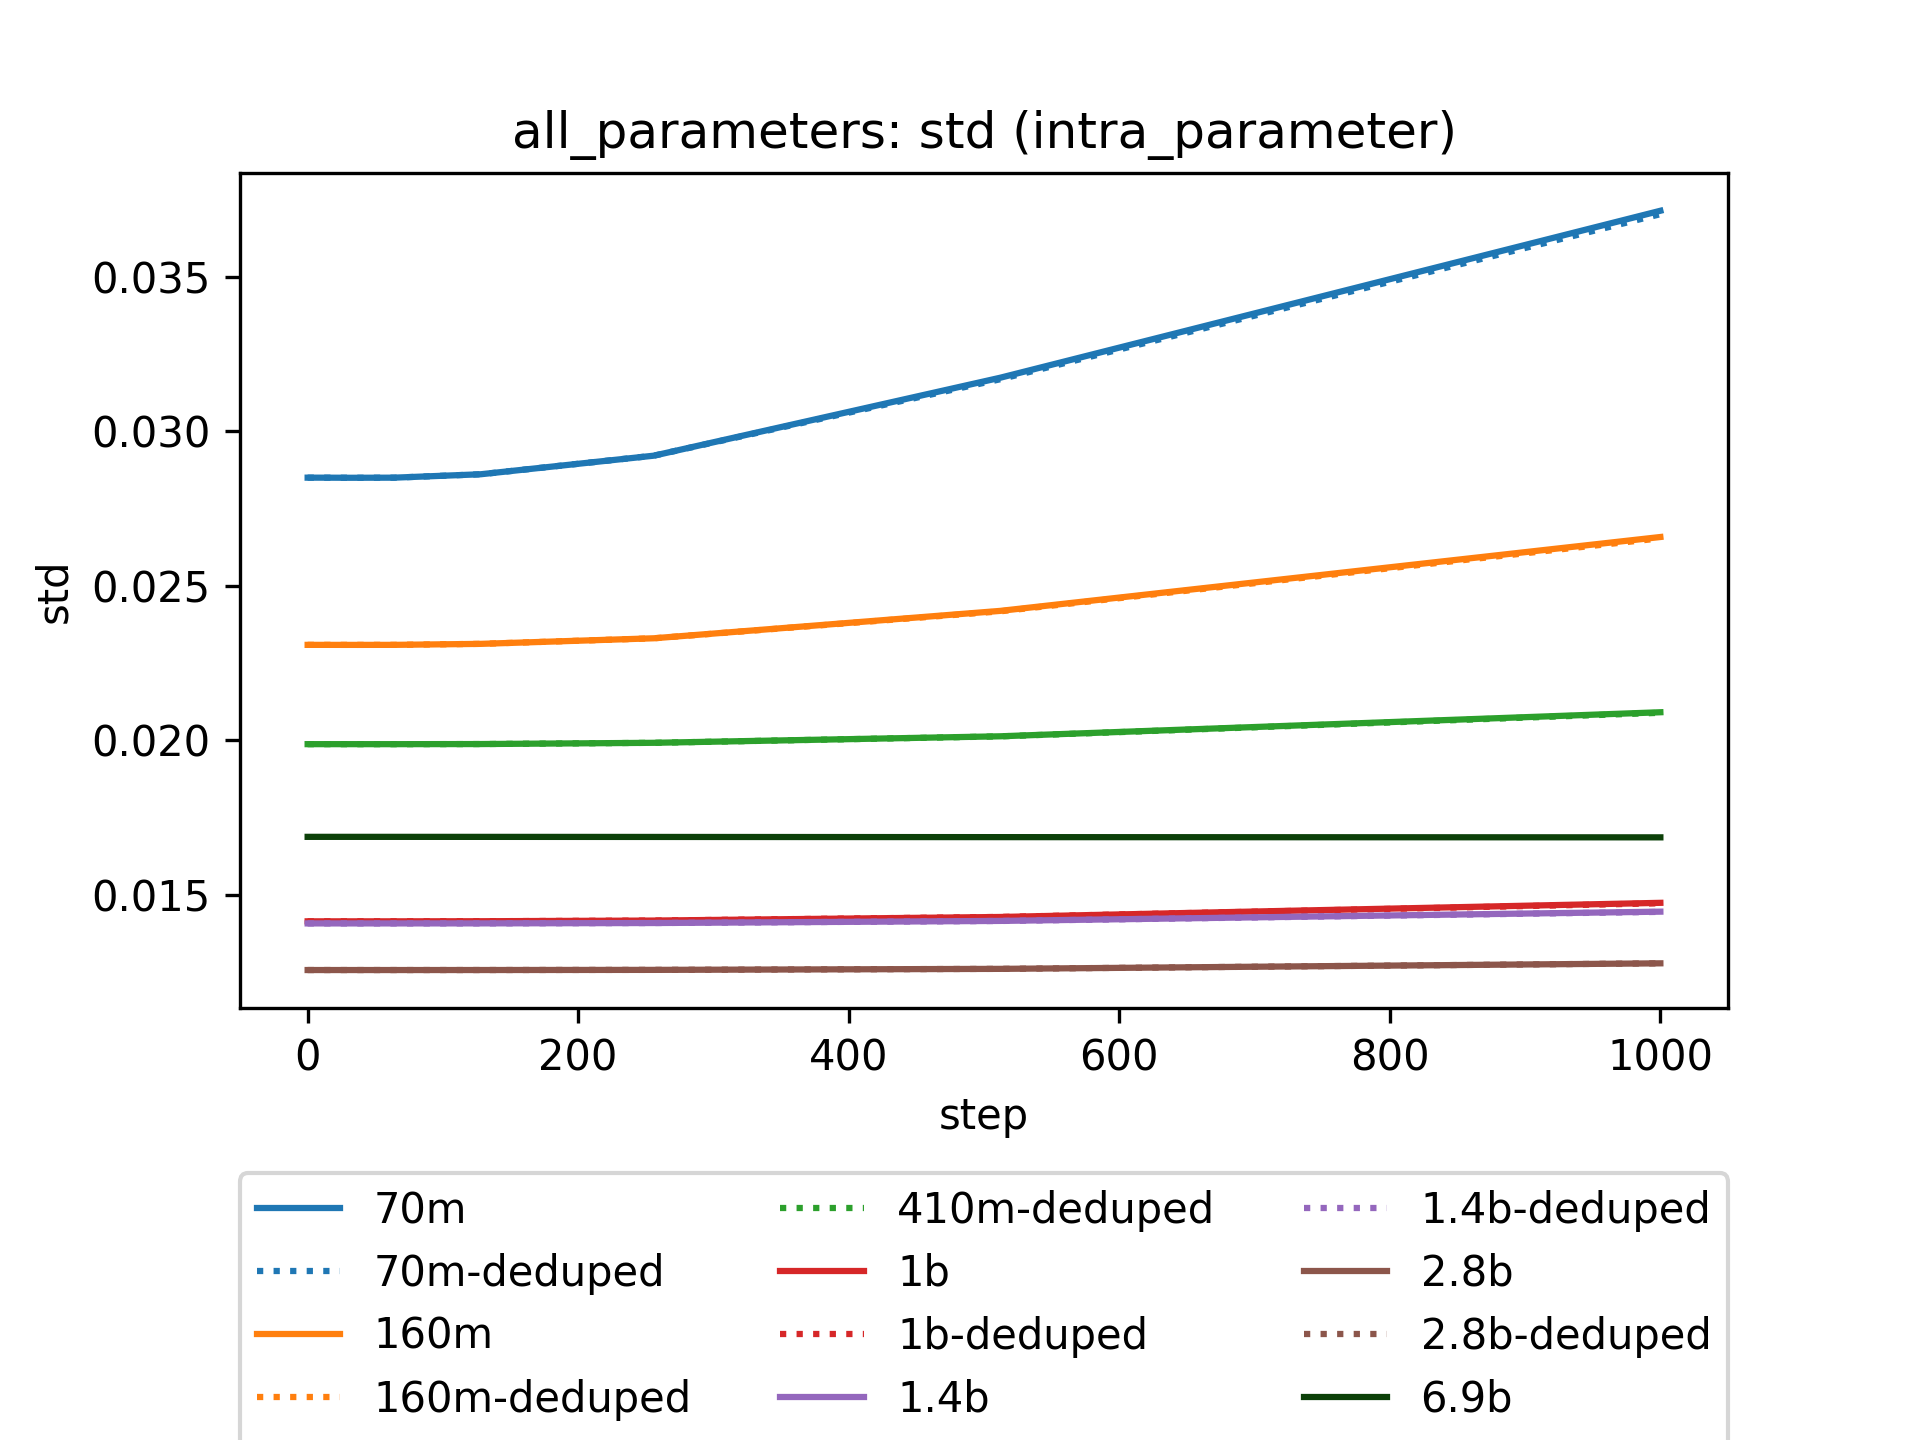 all_parameters: std (intra_parameter)
std
0.035
0.030
0.025
0.020
0.015
0 200 400 600 800 1000
step
70m
70m-deduped
160m
160m-deduped
410m-deduped
1b
1b-deduped
1.4b
1.4b-deduped
2.8b
2.8b-deduped
6.9b